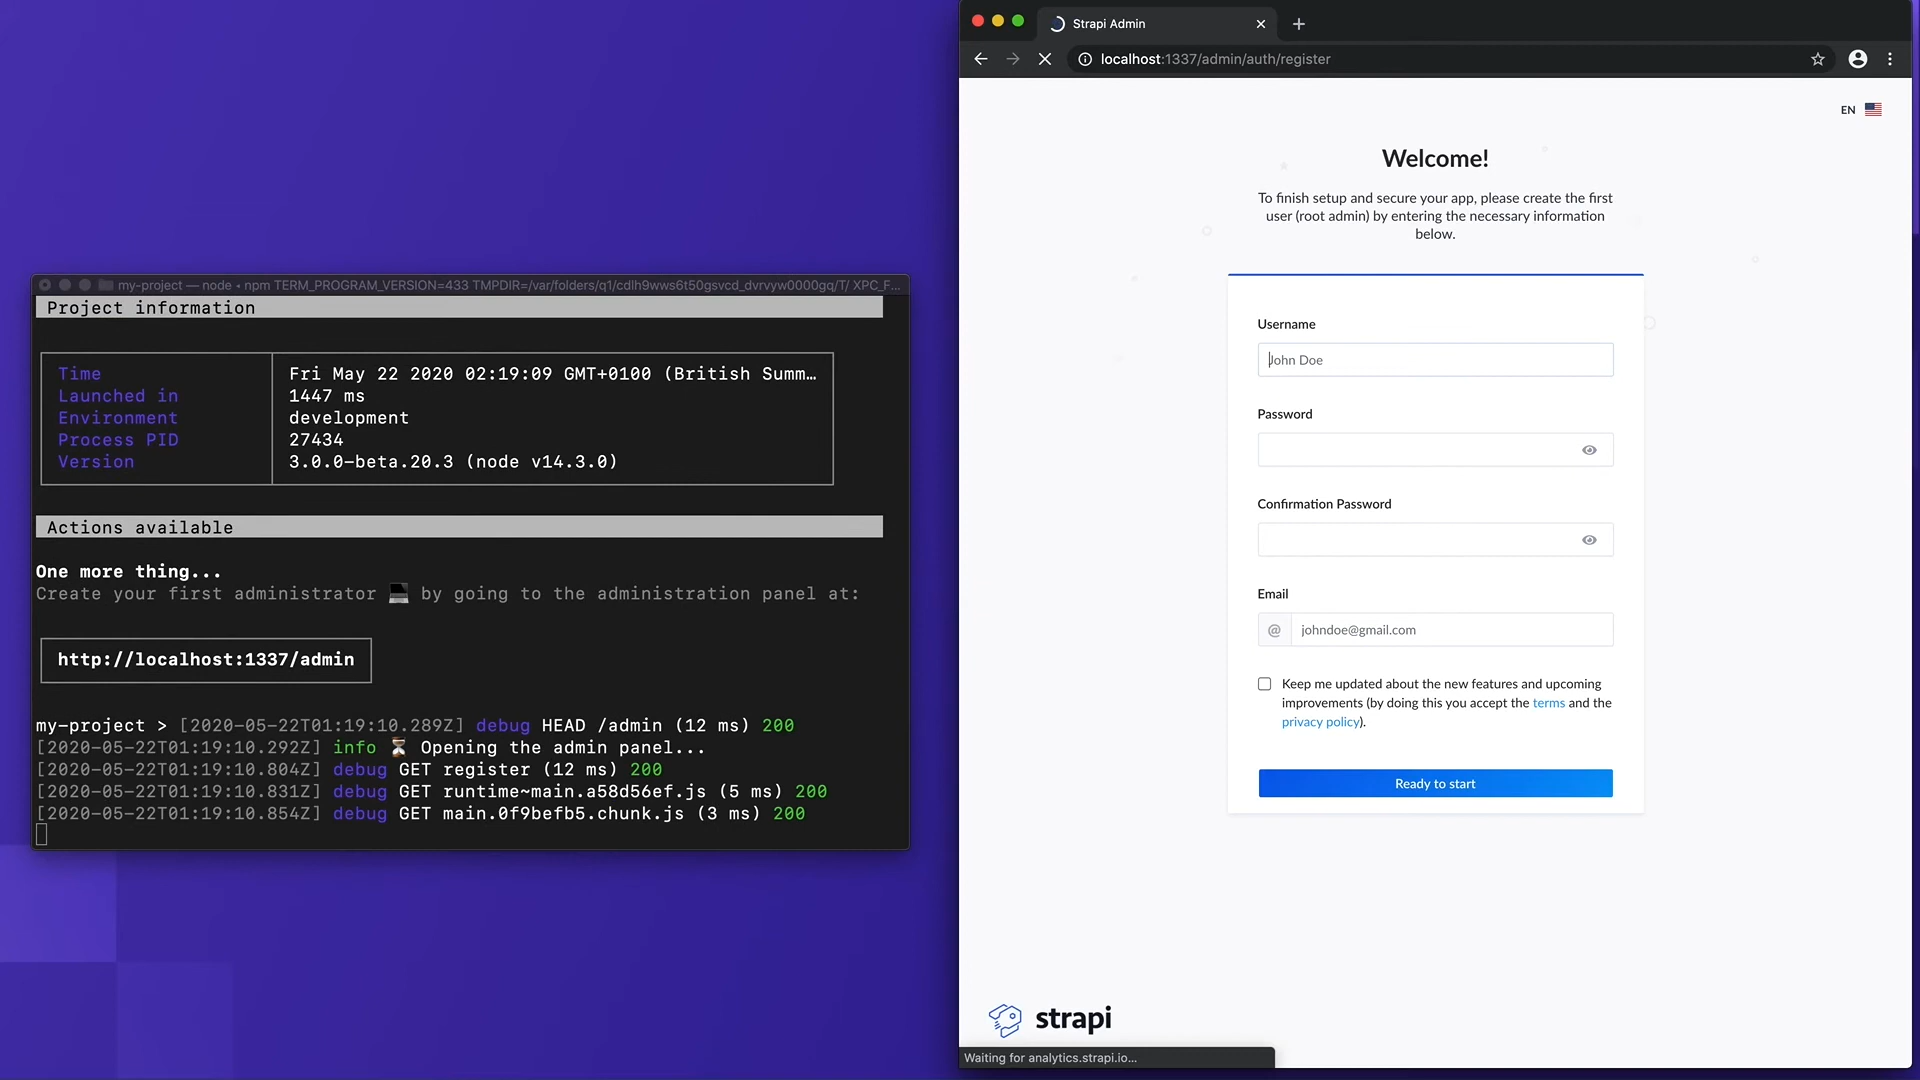 my-project — node • npm TERM_PROGRAM_VERSION=433 TMPDIR=/var/folders/q1/cdlh9wws6t50gsvcd_dvrvyw0000gq/T/ XPC_F...
Project information
Time Fri May 22 2020 02:19:09 GMT+0100 (British Summ…
Launched in 1447 ms
Environment development
Process PID 27434
Version 3.0.0-beta.20.3 (node v14.3.0)
Actions available
One more thing...
Create your first administrator 💻 by going to the administration panel at:
http://localhost:1337/admin
my-project > [2020-05-22T01:19:10.289Z] debug HEAD /admin (12 ms) 200
[2020-05-22T01:19:10.292Z] info ⏳ Opening the admin panel...
[2020-05-22T01:19:10.804Z] debug GET register (12 ms) 200
[2020-05-22T01:19:10.831Z] debug GET runtime~main.a58d56ef.js (5 ms) 200
[2020-05-22T01:19:10.854Z] debug GET main.0f9befb5.chunk.js (3 ms) 200
Strapi Admin
localhost:1337/admin/auth/register
EN
Welcome!
To finish setup and secure your app, please create the first
user (root admin) by entering the necessary information
below.
Username
John Doe
Password
Confirmation Password
Email
@ johndoe@gmail.com
Keep me updated about the new features and upcoming
improvements (by doing this you accept the terms and the
privacy policy).
Ready to start
strapi
Waiting for analytics.strapi.io...